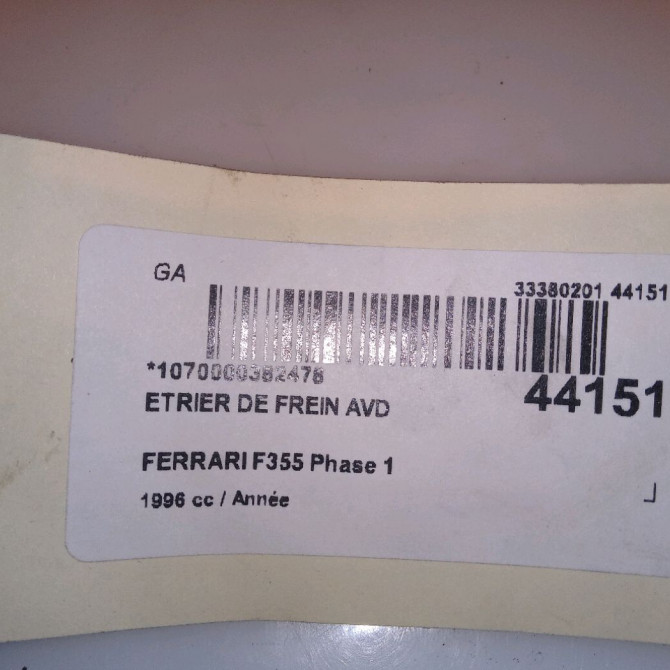 GA
33380201 44151
*1070000382476
44151
ETRIER DE FREIN AVD
FERRARI F355 Phase 1
1996 cc / Année